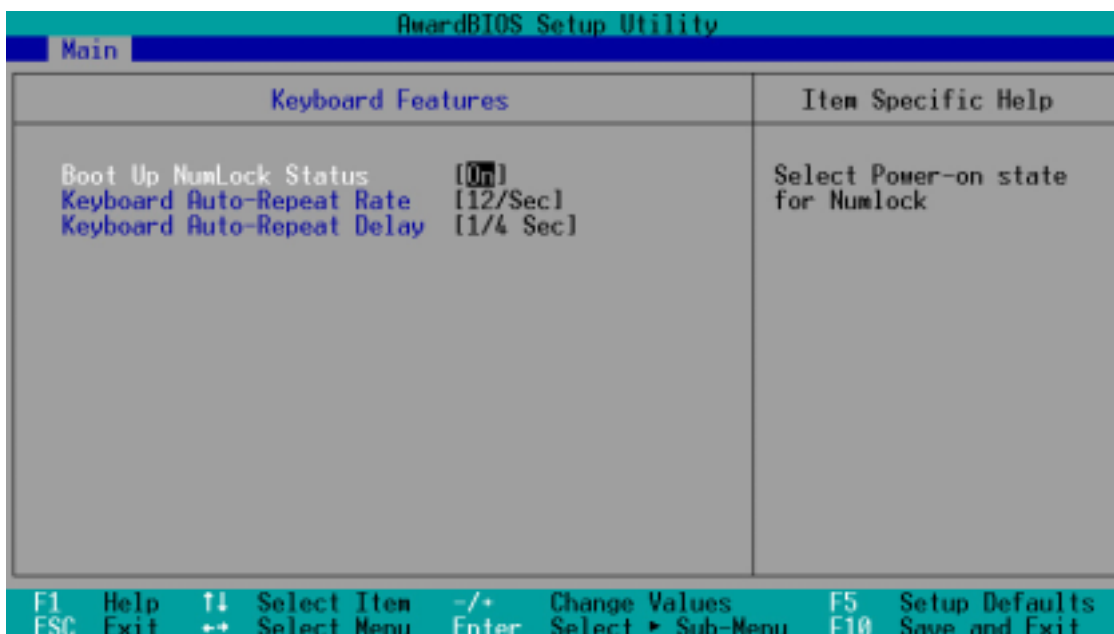 AwardBIOS Setup Utility
Main
Keyboard Features
Item Specific Help
Boot Up NumLock Status [On]
Keyboard Auto-Repeat Rate [12/Sec]
Keyboard Auto-Repeat Delay [1/4 Sec]
Select Power-on state
for Numlock
F1 Help ↑↓ Select Item -/+ Change Values F5 Setup Defaults
ESC Exit ←→ Select Menu Enter Select ► Sub-Menu F10 Save and Exit